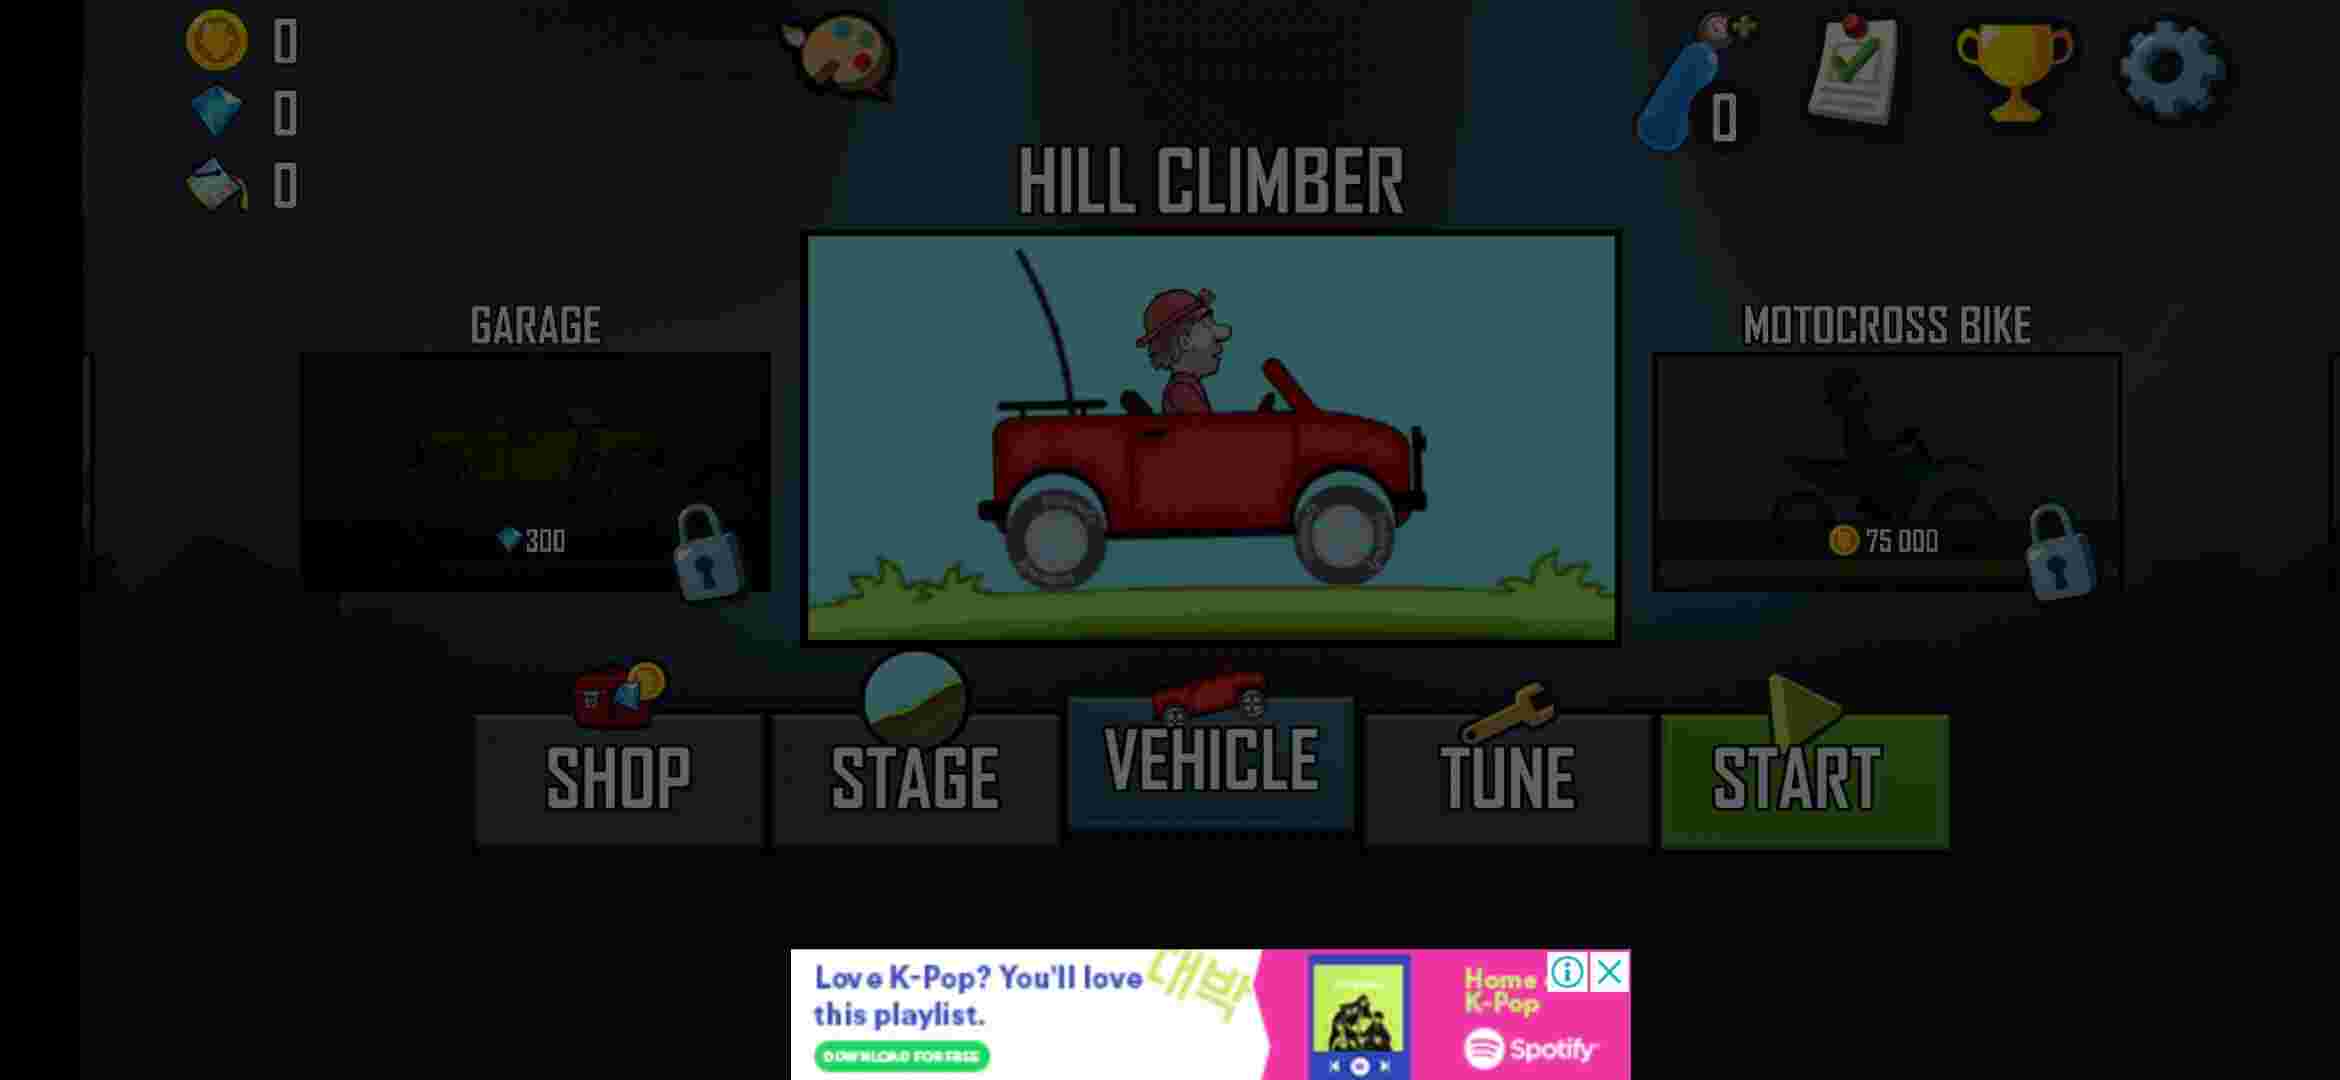 0
0
0
0
HILL CLIMBER
GARAGE
MOTOCROSS BIKE
300
75 000
SHOP
STAGE
VEHICLE
TUNE
START
Love K-Pop? You'll love
this playlist.
DOWNLOAD FOR FREE
대박
Home
K-Pop
Spotify